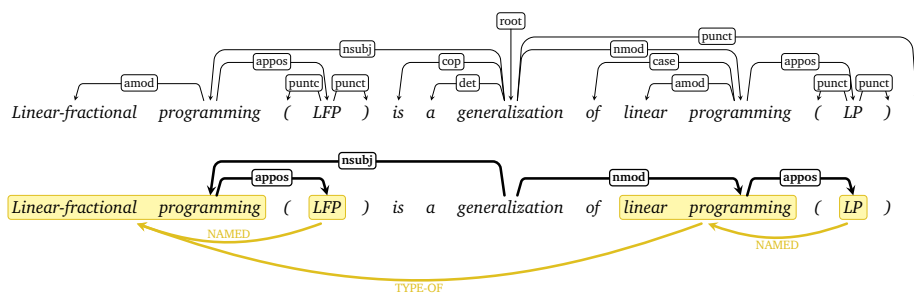 root
nsubj punct
nmod
appos cop case appos
amod puntc punct det amod punct punct
Linear-fractional programming ( LFP ) is a generalization of linear programming ( LP )
nsubj
appos nmod appos
Linear-fractional programming ( LFP ) is a generalization of linear programming ( LP )
NAMED NAMED
TYPE-OF